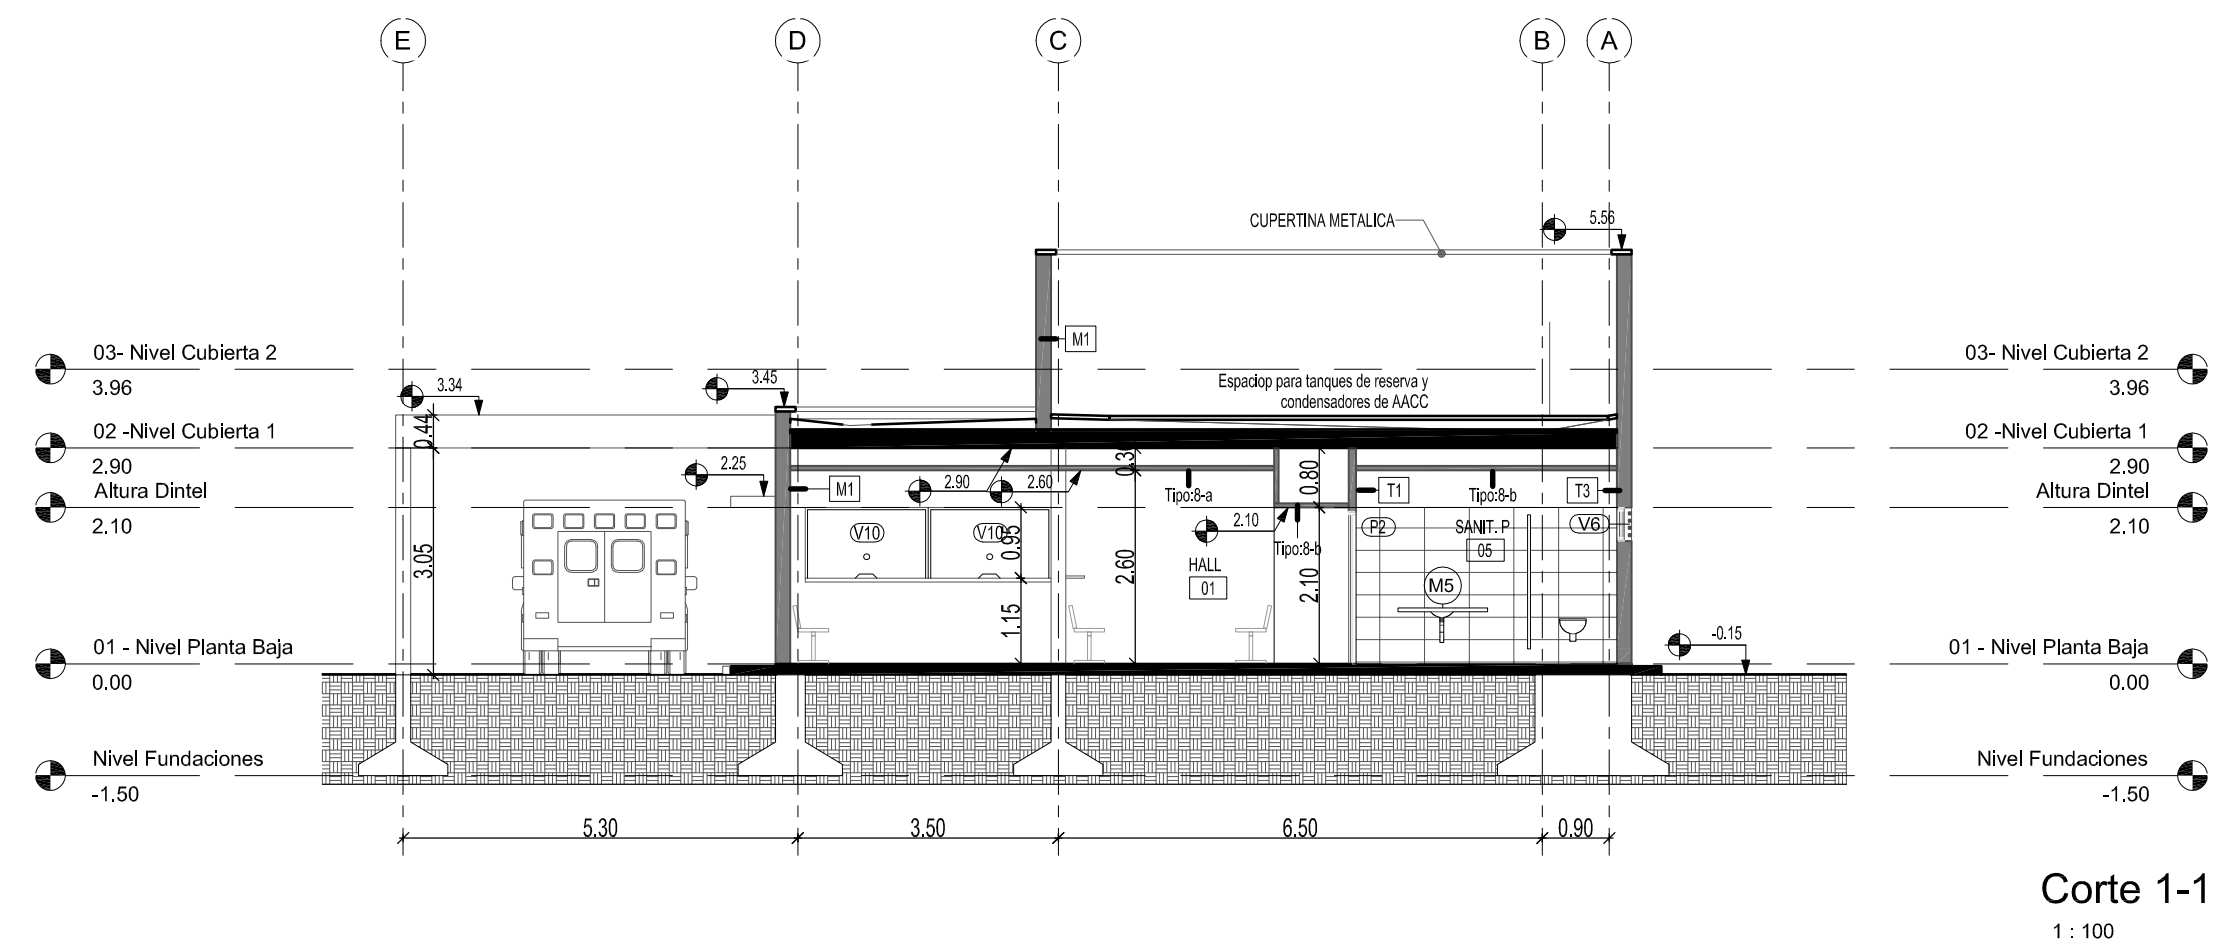 E
D
C
B
A
CUPERTINA METALICA
5.56
M1
03- Nivel Cubierta 2
3.96
3.34
3.45
Espaciop para tanques de reserva y
condensadores de AACC
03- Nivel Cubierta 2
3.96
0.44
02 -Nivel Cubierta 1
2.90
02 -Nivel Cubierta 1
2.90
2.25
M1
2.90
2.60
Tipo:8-a
0.80
T1
Tipo:8-b
T3
Altura Dintel
2.10
Altura Dintel
2.10
V10
V10
0.95
2.10
Tipo:8-b
P2
SANIT. P
05
V6
3.05
2.60
HALL
01
2.10
M5
1.15
01 - Nivel Planta Baja
0.00
-0.15
01 - Nivel Planta Baja
0.00
Nivel Fundaciones
-1.50
Nivel Fundaciones
-1.50
5.30
3.50
6.50
0.90
Corte 1-1
1 : 100